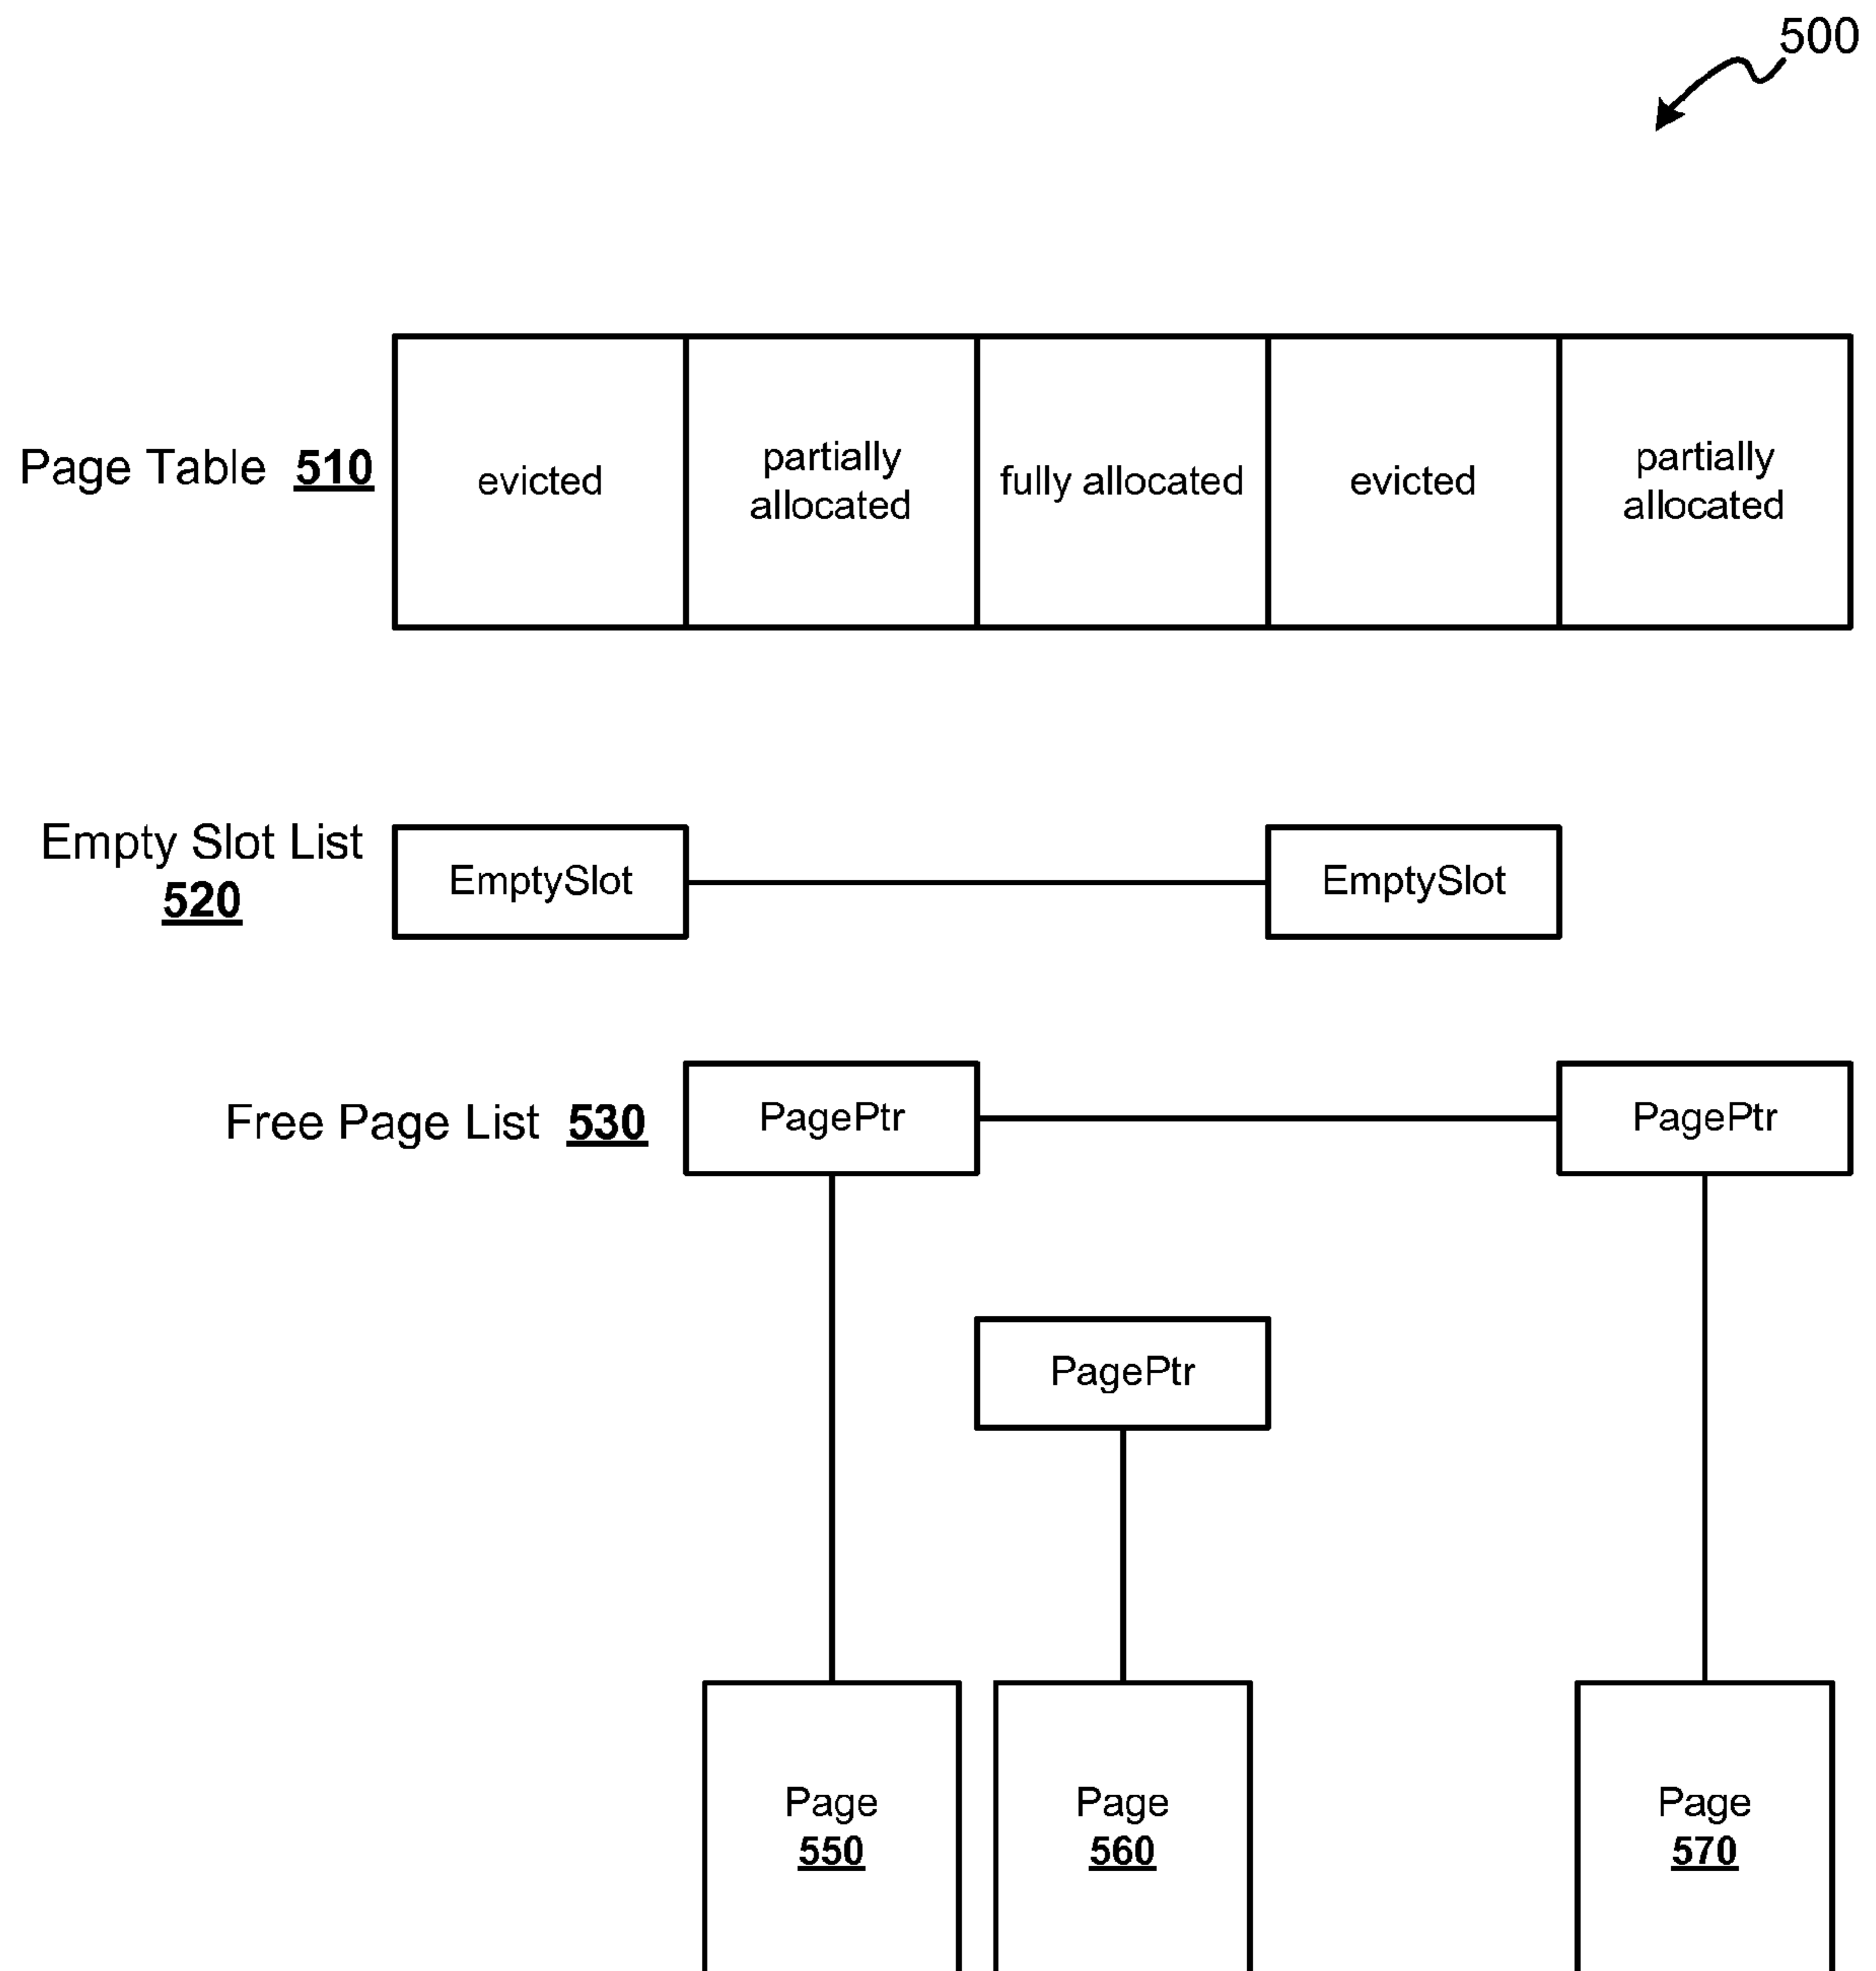 500
Page Table 510
evicted
partially
allocated
fully allocated
evicted
partially
allocated
Empty Slot List
520
EmptySlot
EmptySlot
Free Page List 530
PagePtr
PagePtr
PagePtr
Page
550
Page
560
Page
570